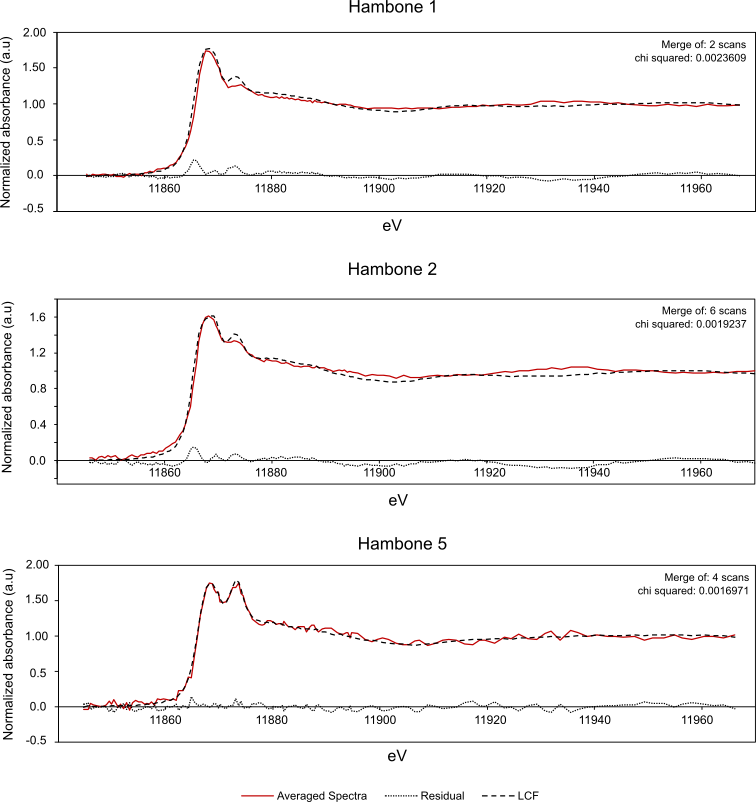 Hambone 1
Normalized absorbance (a.u)
2.00
1.50
1.00
0.5
0.0
-0.5
Merge of: 2 scans
chi squared: 0.0023609
11860
11880
11900
11920
11940
11960
eV
Hambone 2
Normalized absorbance (a.u)
1.6
1.2
0.8
0.4
0.0
Merge of: 6 scans
chi squared: 0.0019237
11860
11880
11900
11920
11940
11960
eV
Hambone 5
Normalized absorbance (a.u)
2.00
1.50
1.00
0.5
0.0
-0.5
Merge of: 4 scans
chi squared: 0.0016971
11860
11880
11900
11920
11940
11960
eV
Averaged Spectra
Residual
LCF